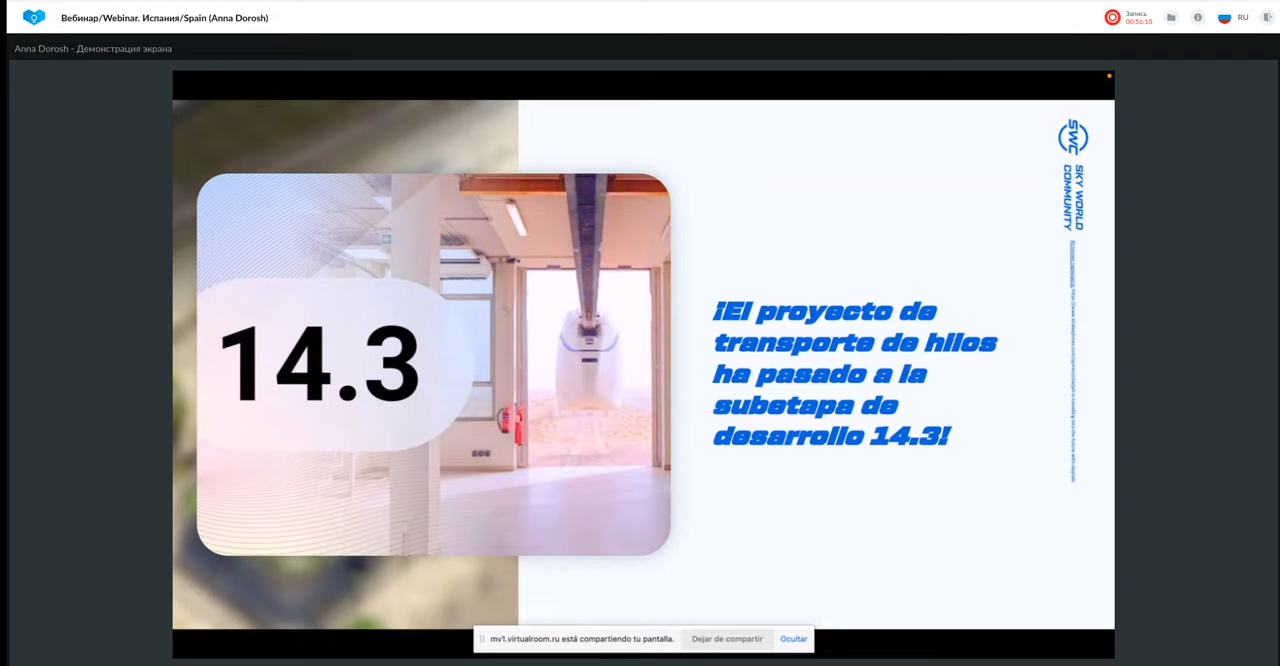 Вебинар/Webinar. Испания/Spain (Anna Dorosh)
Запись
00:56:10
RU
Anna Dorosh - Демонстрация экрана
14.3
¡El proyecto de
transporte de hilos
ha pasado a la
subetapa de
desarrollo 14.3!
SWC
SKY WORLD
COMMUNITY
mv1.virtualroom.ru está compartiendo tu pantalla.
Dejar de compartir
Ocultar